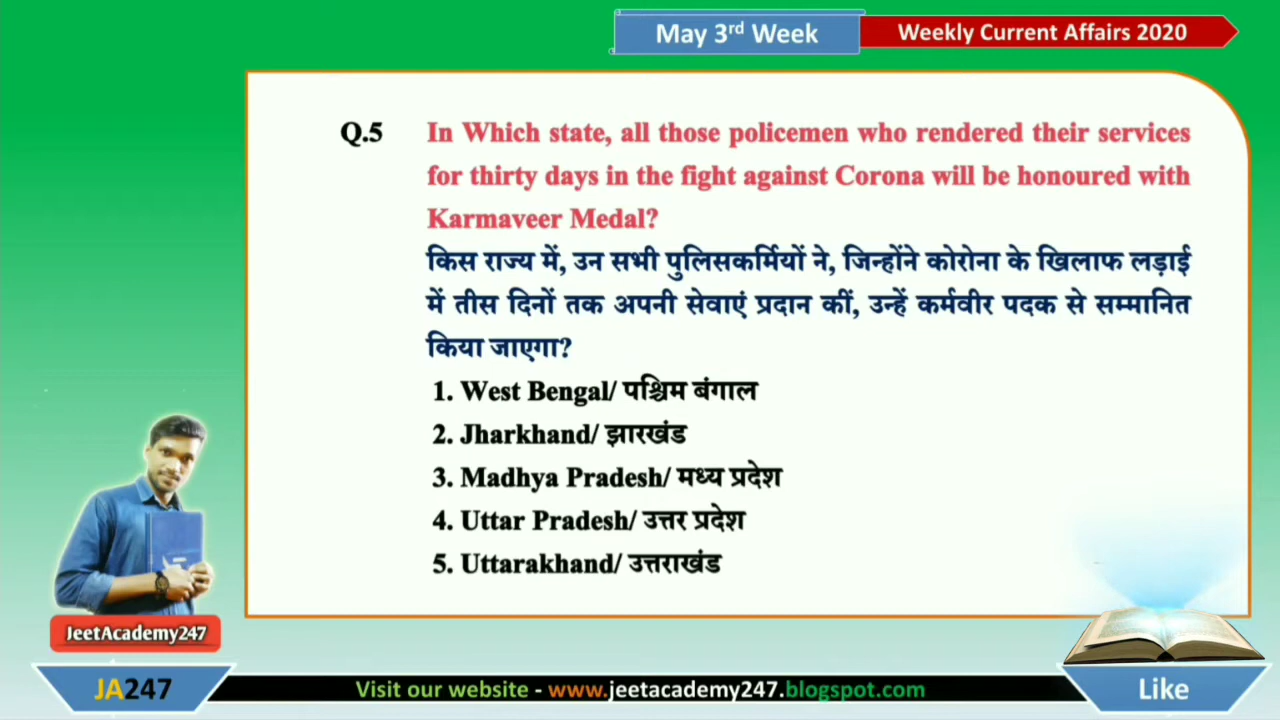 May 3rd Week
Weekly Current Affairs 2020
Q.5 In Which state, all those policemen who rendered their services
for thirty days in the fight against Corona will be honoured with
Karmaveer Medal?
किस राज्य में, उन सभी पुलिसकर्मियों ने, जिन्होंने कोरोना के खिलाफ लड़ाई
में तीस दिनों तक अपनी सेवाएं प्रदान कीं, उन्हें कर्मवीर पदक से सम्मानित
किया जाएगा?
1. West Bengal/ पश्चिम बंगाल
2. Jharkhand/ झारखंड
3. Madhya Pradesh/ मध्य प्रदेश
4. Uttar Pradesh/ उत्तर प्रदेश
5. Uttarakhand/ उत्तराखंड
JeetAcademy247
JA247
Visit our website - www.jeetacademy247.blogspot.com
Like